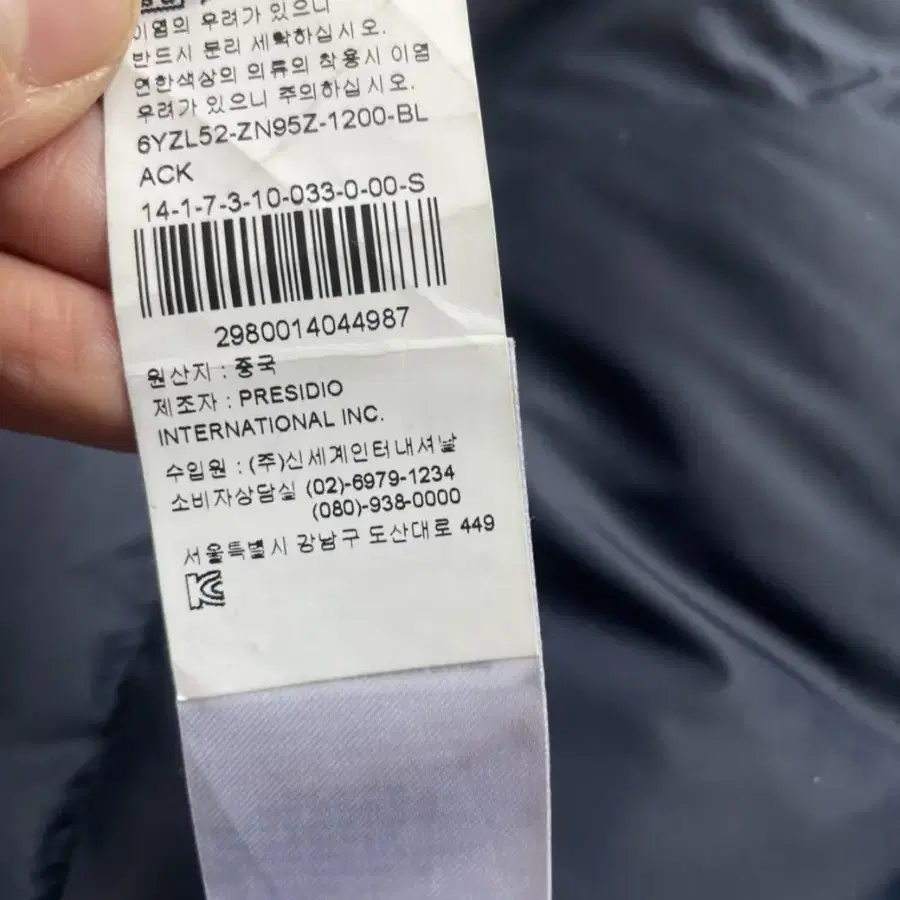 이염의 우려가 있으니
반드시 분리 세탁하십시오.
연한색상의 의류의 착용시 이염
우려가 있으니 주의하십시오.
6YZL52-ZN95Z-1200-BL
ACK
14-1-7-3-10-033-0-00-S
2980014044987
원산지 : 중국
제조자 : PRESIDIO
INTERNATIONAL INC.
수입원 : (주)신세계인터내셔날
소비자상담실 (02)-6979-1234
(080)-938-0000
서울특별시 강남구 도산대로 449
KC